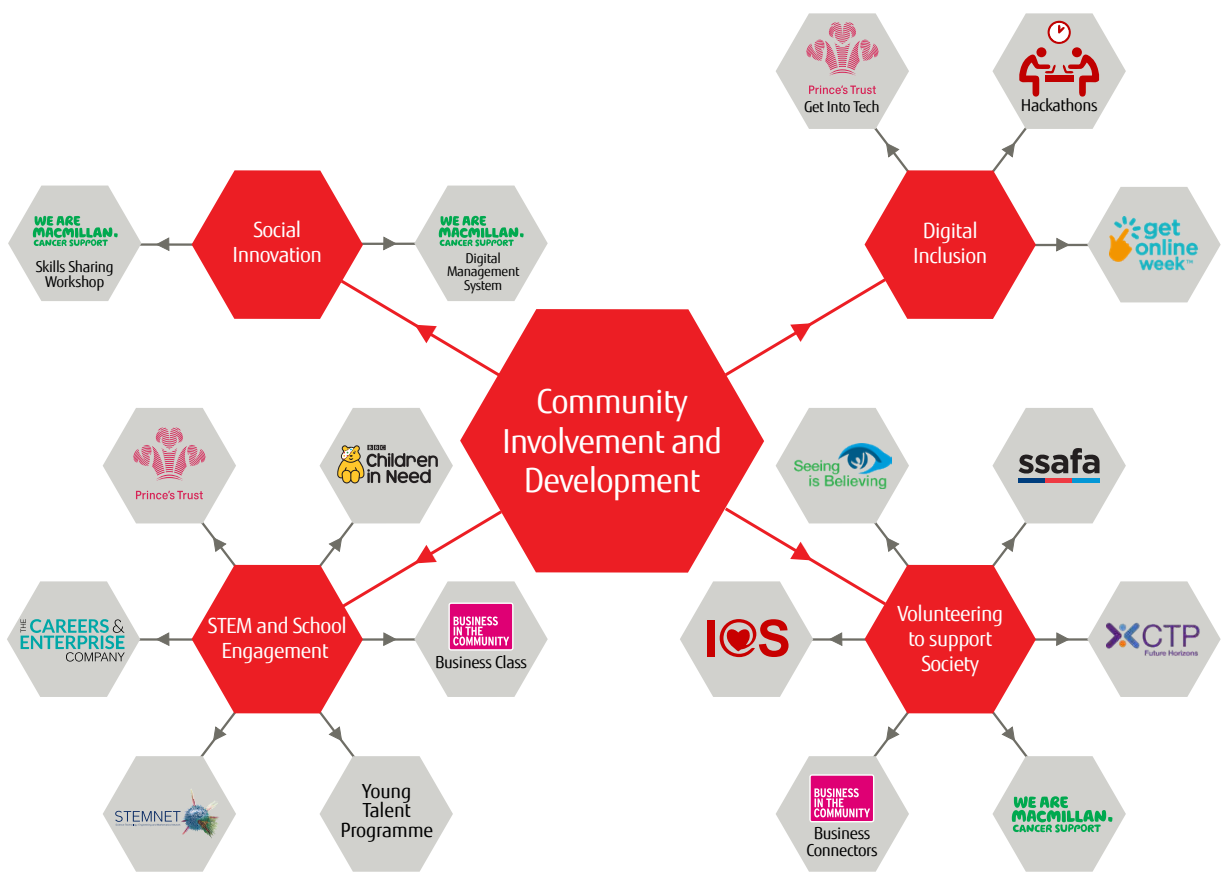 Prince's Trust
Get Into Tech
Hackathons
WE ARE
MACMILLAN.
CANCER SUPPORT
Skills Sharing
Workshop
Social
Innovation
WE ARE
MACMILLAN.
CANCER SUPPORT
Digital
Management
System
Digital
Inclusion
get
online
week™
Community
Involvement and
Development
Prince's Trust
BBC
Children
in Need
Seeing
is Believing
ssafa
THE
CAREERS &
ENTERPRISE
COMPANY
STEM and School
Engagement
BUSINESS
IN THE
COMMUNITY
Business Class
I@S
Volunteering
to support
Society
CTP
Future Horizons
STEMNET
Young
Talent
Programme
BUSINESS
IN THE
COMMUNITY
Business
Connectors
WE ARE
MACMILLAN.
CANCER SUPPORT